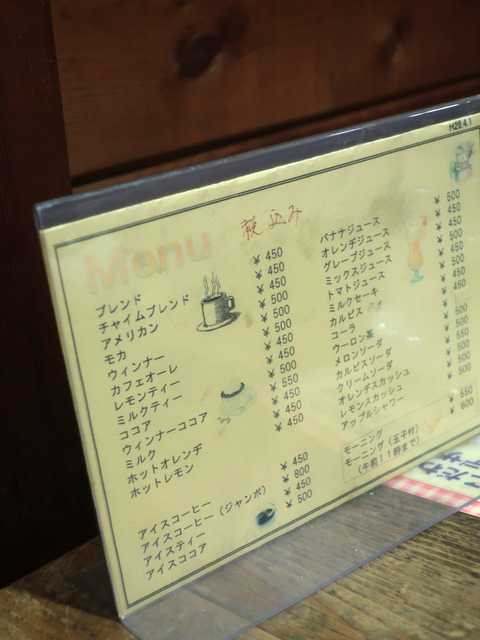 H26.4.1
Menu
税込み
ブレンド ¥ 450
チャイムブレンド ¥ 450
アメリカン ¥ 450
モカ ¥ 500
ウィンナー ¥ 500
カフェオーレ ¥ 450
レモンティー ¥ 450
ミルクティー ¥ 450
ココア ¥ 500
ウィンナーココア ¥ 550
ミルク ¥ 450
ホットオレンヂ ¥ 450
ホットレモン ¥ 450
アイスコーヒー ¥ 450
アイスコーヒー（ジャンボ） ¥ 800
アイスティー ¥ 450
アイスココア ¥ 500
バナナジュース ¥ 500
オレンヂジュース ¥ 450
グレープジュース ¥ 450
ミックスジュース ¥ 500
トマトジュース ¥ 450
ミルクセーキ ¥ 500
カルピス ¥ 450
コーラ ¥ 450
ウーロン茶
メロンソーダ ¥ 500
カルピスソーダ ¥ 500
クリームソーダ ¥ 500
オレンヂスカッシュ ¥ 500
レモンスカッシュ ¥ 500
アップルシャワー ¥ 500
モーニング ¥ 550
モーニング（玉子付） ¥ 600
（午前１１時まで）